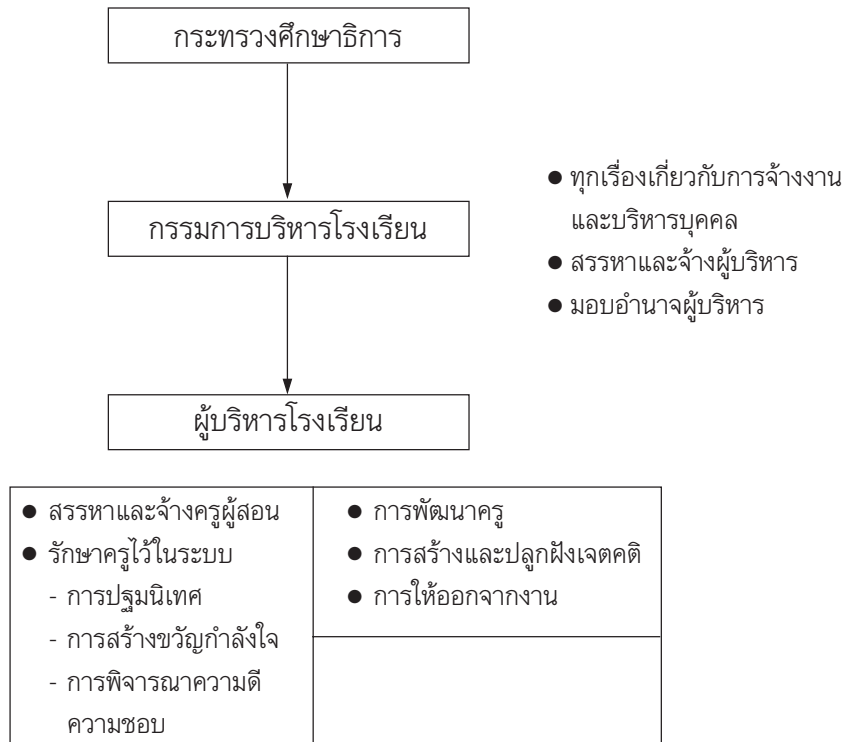 กระทรวงศึกษาธิการ
กรรมการบริหารโรงเรียน
● ทุกเรื่องเกี่ยวกับการจ้างงาน
และบริหารบุคคล
● สรรหาและจ้างผู้บริหาร
● มอบอำนาจผู้บริหาร
ผู้บริหารโรงเรียน
● สรรหาและจ้างครูผู้สอน
● รักษาครูไว้ในระบบ
- การปฐมนิเทศ
- การสร้างขวัญกำลังใจ
- การพิจารณาความดี
ความชอบ
● การพัฒนาครู
● การสร้างและปลูกฝังเจตคติ
● การให้ออกจากงาน